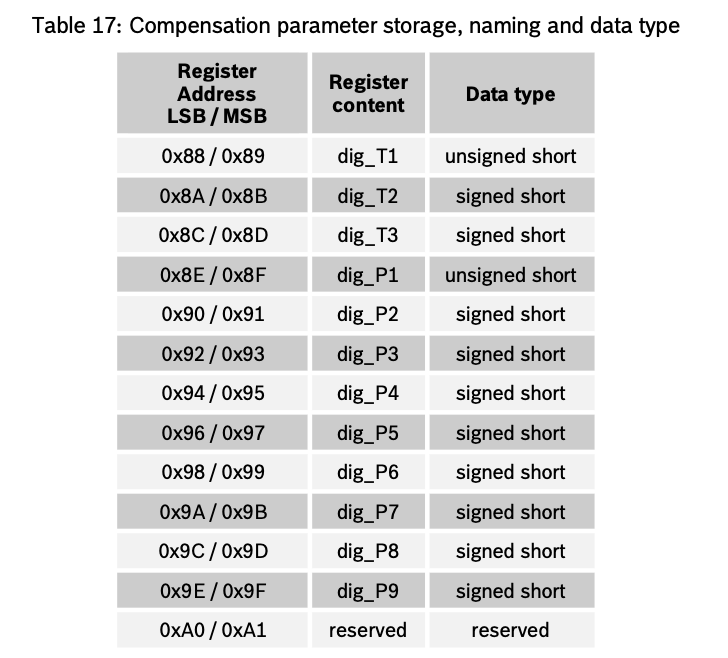 Table 17: Compensation parameter storage, naming and data type
Register Address LSB / MSB Register content Data type
0x88 / 0x89 dig_T1 unsigned short
0x8A / 0x8B dig_T2 signed short
0x8C / 0x8D dig_T3 signed short
0x8E / 0x8F dig_P1 unsigned short
0x90 / 0x91 dig_P2 signed short
0x92 / 0x93 dig_P3 signed short
0x94 / 0x95 dig_P4 signed short
0x96 / 0x97 dig_P5 signed short
0x98 / 0x99 dig_P6 signed short
0x9A / 0x9B dig_P7 signed short
0x9C / 0x9D dig_P8 signed short
0x9E / 0x9F dig_P9 signed short
0xA0 / 0xA1 reserved reserved